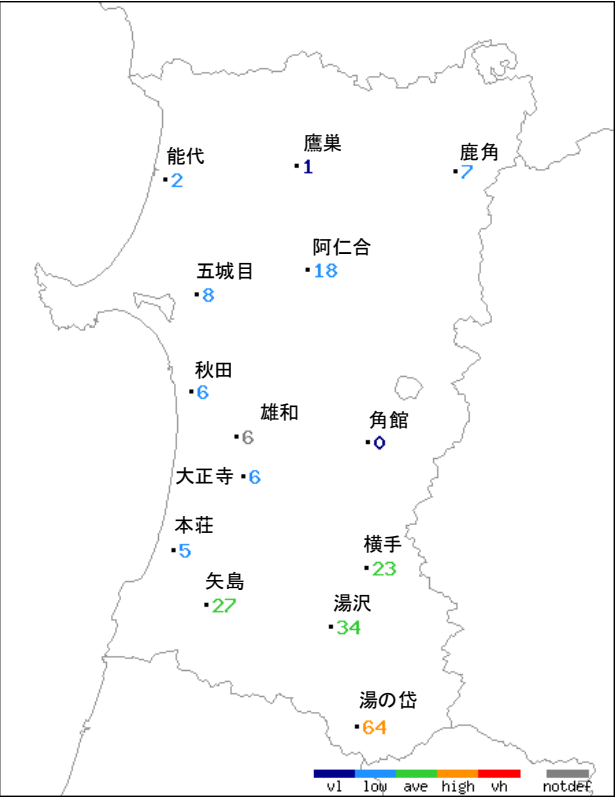 鷹巣
1
鹿角
7
能代
2
阿仁合
18
五城目
8
秋田
6
雄和
6
角館
0
大正寺 6
本荘
5
横手
23
矢島
27
湯沢
34
湯の岱
64
vl low ave high vh notdef